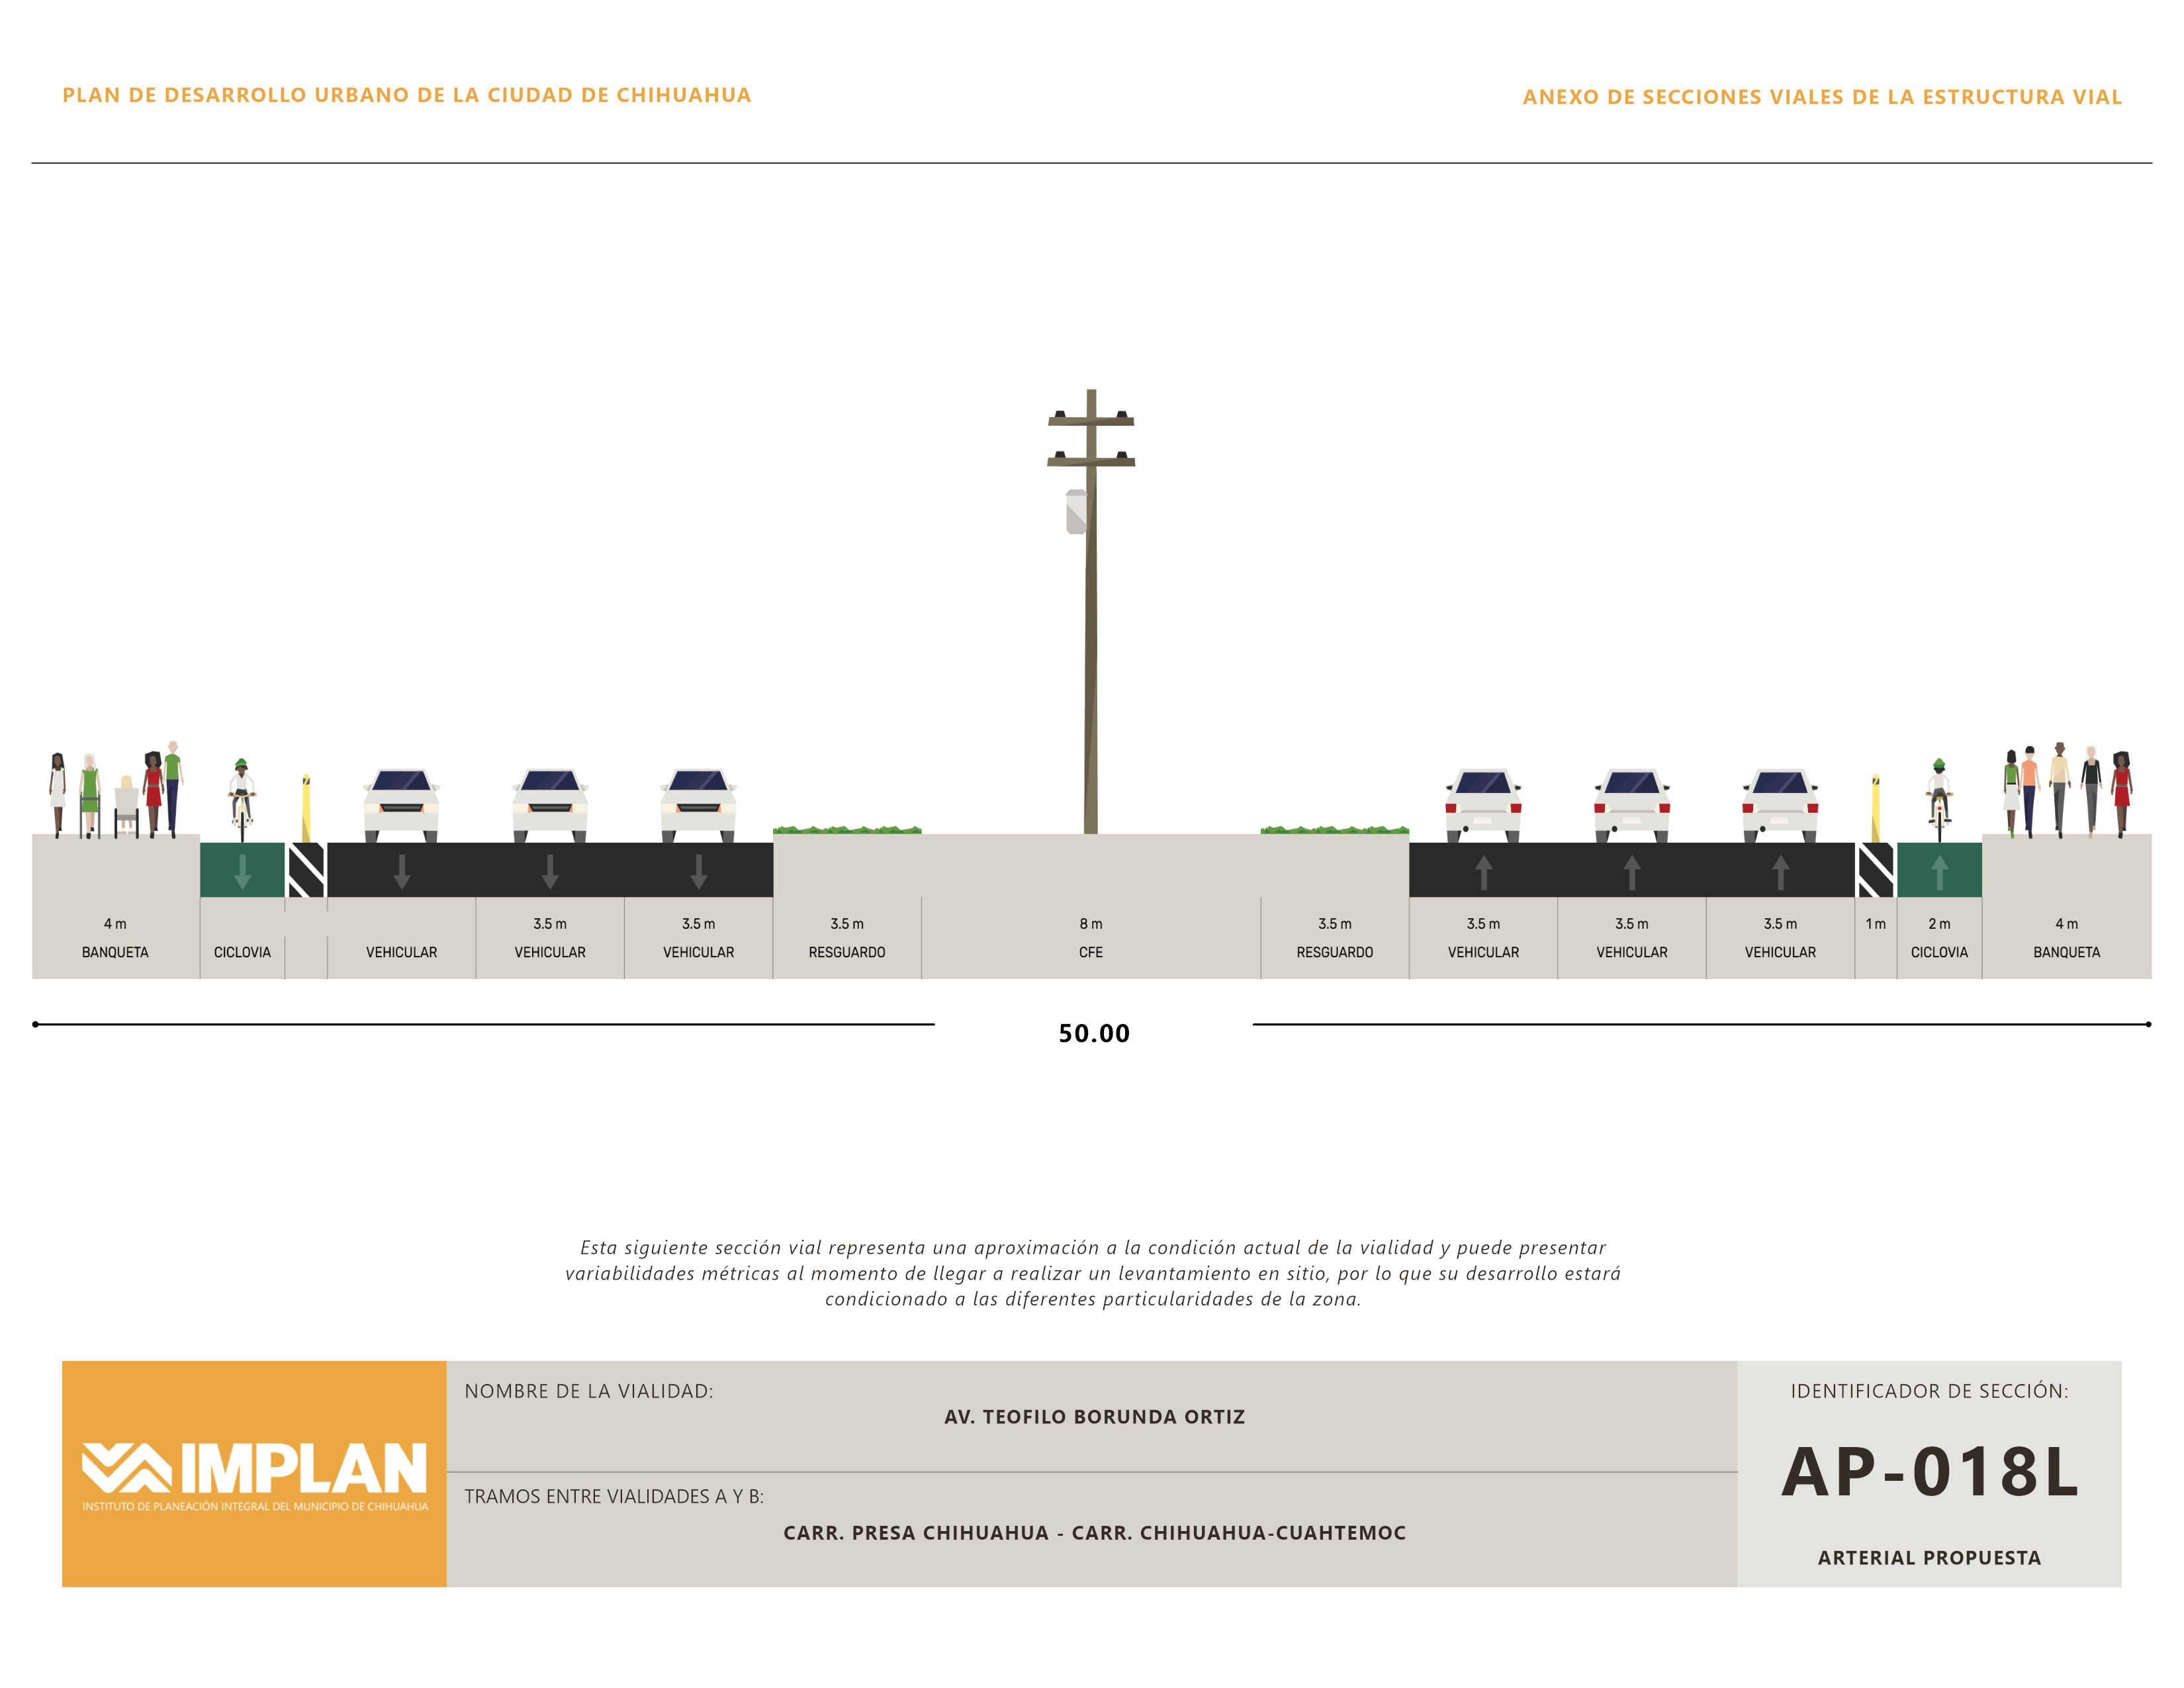 PLAN DE DESARROLLO URBANO DE LA CIUDAD DE CHIHUAHUA
ANEXO DE SECCIONES VIALES DE LA ESTRUCTURA VIAL
4 m 3.5 m 3.5 m 3.5 m 8 m 3.5 m 3.5 m 3.5 m 3.5 m 1 m 2 m 4 m
BANQUETA CICLOVIA VEHICULAR VEHICULAR VEHICULAR RESGUARDO CFE RESGUARDO VEHICULAR VEHICULAR VEHICULAR CICLOVIA BANQUETA
50.00
Esta siguiente sección vial representa una aproximación a la condición actual de la vialidad y puede presentar
variabilidades métricas al momento de llegar a realizar un levantamiento en sitio, por lo que su desarrollo estará
condicionado a las diferentes particularidades de la zona.
IMPLAN
INSTITUTO DE PLANEACIÓN INTEGRAL DEL MUNICIPIO DE CHIHUAHUA
NOMBRE DE LA VIALIDAD:
AV. TEOFILO BORUNDA ORTIZ
TRAMOS ENTRE VIALIDADES A Y B:
CARR. PRESA CHIHUAHUA - CARR. CHIHUAHUA-CUAHTEMOC
IDENTIFICADOR DE SECCIÓN:
AP-018L
ARTERIAL PROPUESTA